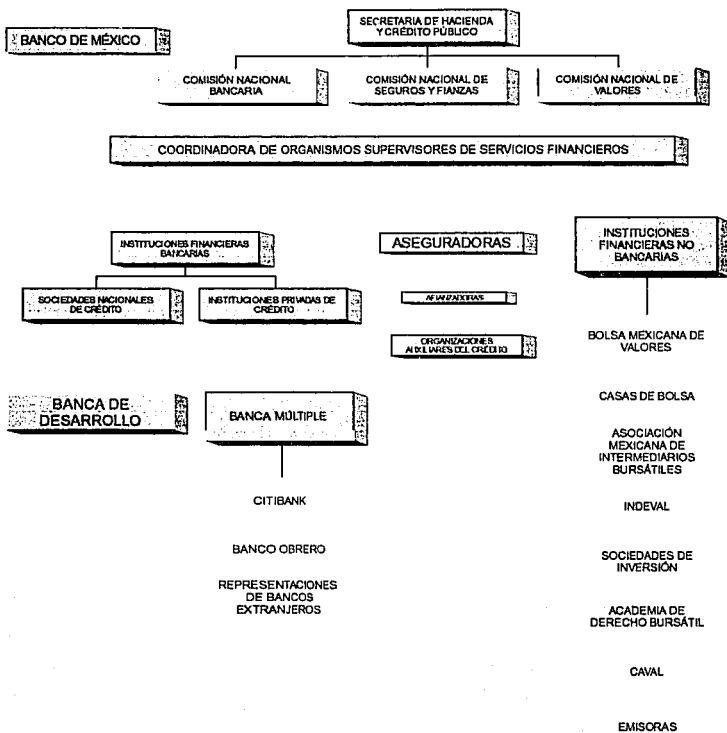 BANCO DE MÉXICO
SECRETARIA DE HACIENDA
Y CRÉDITO PÚBLICO
COMISIÓN NACIONAL
BANCARIA
COMISIÓN NACIONAL DE
SEGUROS Y FIANZAS
COMISIÓN NACIONAL DE
VALORES
COORDINADORA DE ORGANISMOS SUPERVISORES DE SERVICIOS FINANCIEROS
INSTITUCIONES FINANCIERAS
BANCARIAS
SOCIEDADES NACIONALES
DE CRÉDITO
INSTITUCIONES PRIVADAS DE
CRÉDITO
ASEGURADORAS
AFIANZADORAS
ORGANIZACIONES
AUXILIARES DEL CRÉDITO
INSTITUCIONES
FINANCIERAS NO
BANCARIAS
BOLSA MEXICANA DE
VALORES
CASAS DE BOLSA
ASOCIACIÓN
MEXICANA DE
INTERMEDIARIOS
BURSÁTILES
INDEVAL
SOCIEDADES DE
INVERSIÓN
ACADEMIA DE
DERECHO BURSÁTIL
CAVAL
EMISORAS
BANCA DE
DESARROLLO
BANCA MÚLTIPLE
CITIBANK
BANCO OBRERO
REPRESENTACIONES
DE BANCOS
EXTRANJEROS